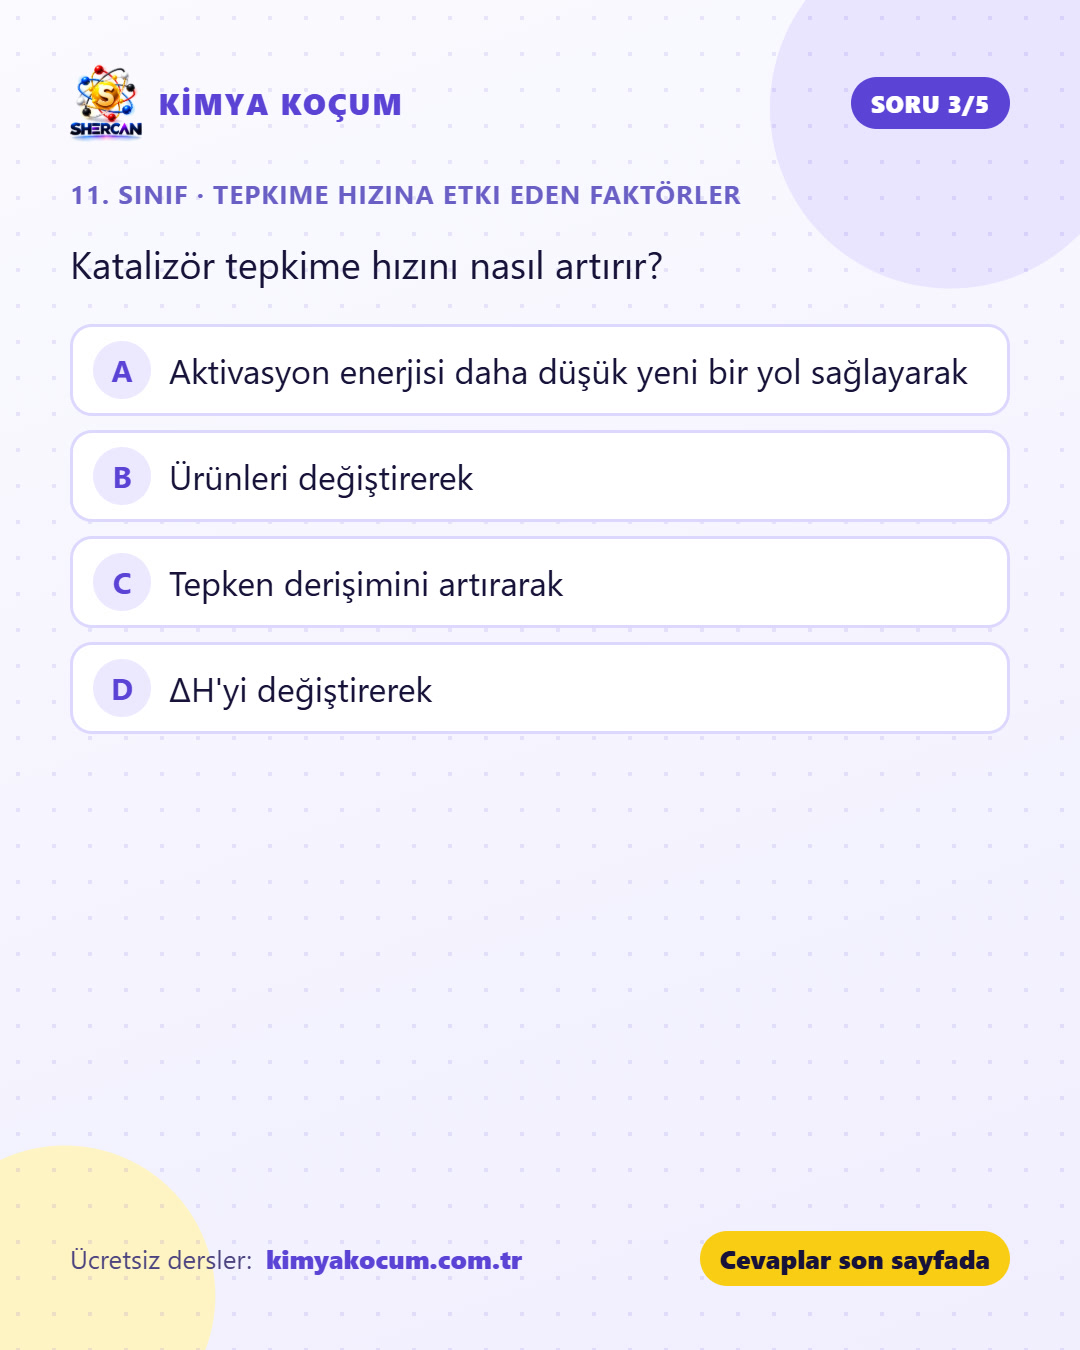 SHERCAN
KİMYA KOÇUM
SORU 3/5
11. SINIF · TEPKIME HIZINA ETKI EDEN FAKTÖRLER
Katalizör tepkime hızını nasıl artırır?
A Aktivasyon enerjisi daha düşük yeni bir yol sağlayarak
B Ürünleri değiştirerek
C Tepken derişimini artırarak
D ΔH'yi değiştirerek
Ücretsiz dersler: kimyakocum.com.tr
Cevaplar son sayfada